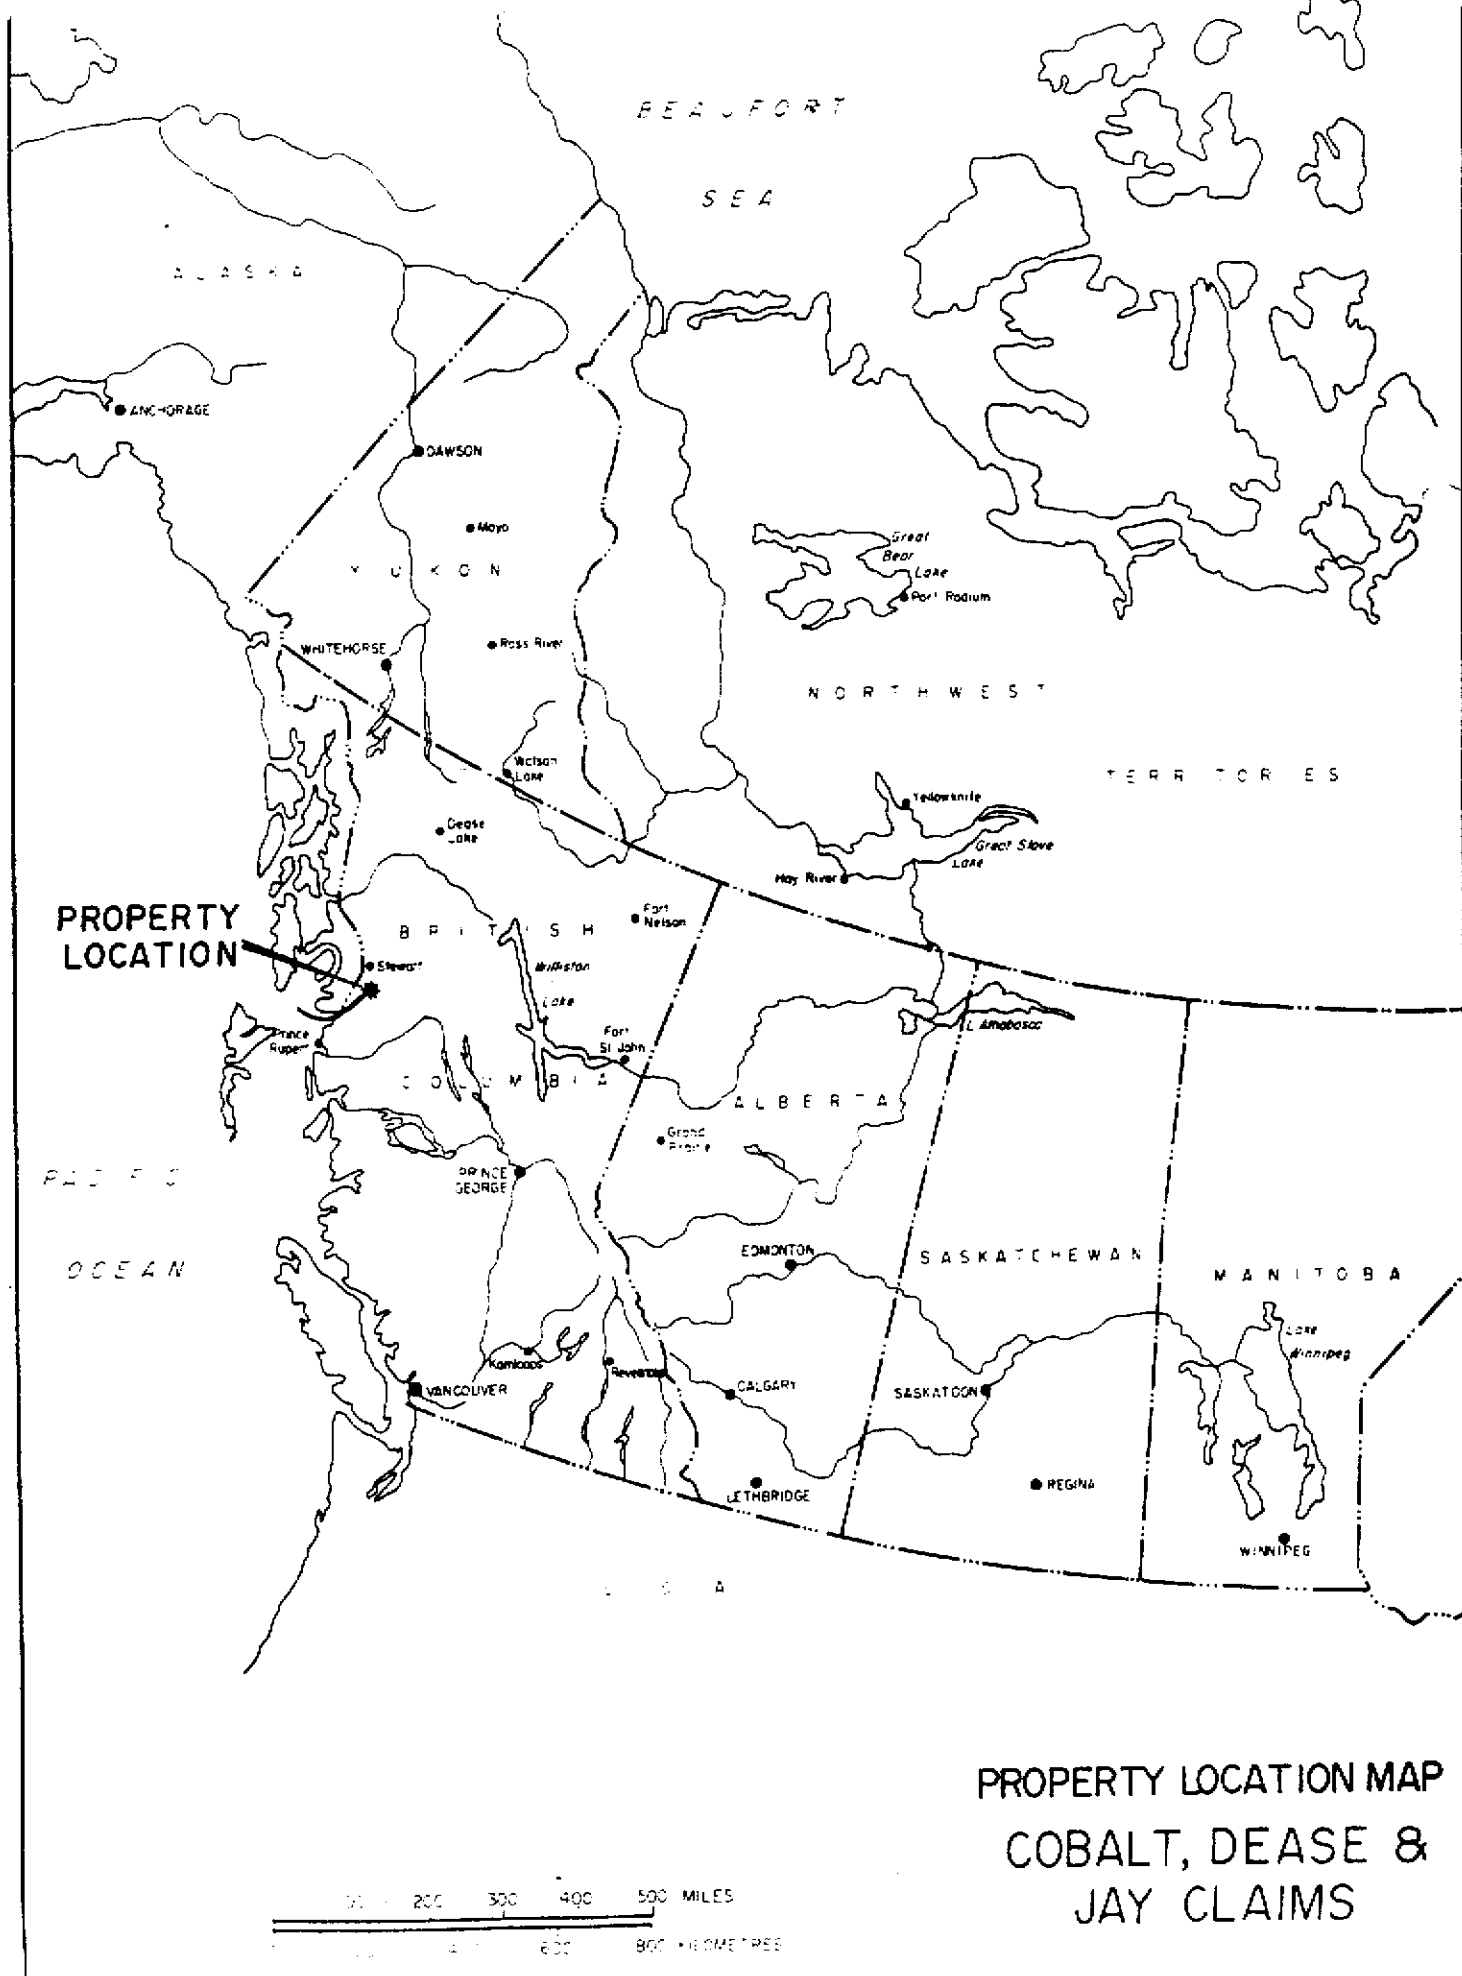 BEAUFORT
SEA
ALASKA
ANCHORAGE
DAWSON
Mayo
YUKON
Great
Bear
Lake
Port Radium
WHITEHORSE
Ross River
NORTHWEST
TERRITORIES
Watson
Lake
Yellowknife
Great Slave
Lake
Hay River
Dease
Lake
PROPERTY
LOCATION
Fort
Nelson
BRITISH
Stewart
Williston
Lake
L. Athabasca
Prince
Rupert
Fort
St John
COLUMBIA
ALBERTA
Grand
Prairie
PACIFIC
OCEAN
PRINCE
GEORGE
EDMONTON
SASKATCHEWAN
MANITOBA
Lake
Winnipeg
Kamloops
Revelstoke
VANCOUVER
CALGARY
SASKATOON
LETHBRIDGE
REGINA
WINNIPEG
U S A
PROPERTY LOCATION MAP
COBALT, DEASE &
JAY CLAIMS
200 300 400 500 MILES
600 800 KILOMETRES